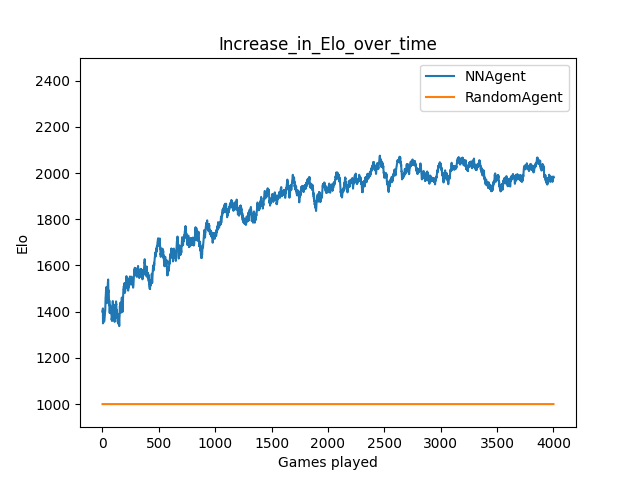 Increase_in_Elo_over_time
NNAgent
RandomAgent
2400
2200
2000
1800
1600
1400
1200
1000
Elo
0 500 1000 1500 2000 2500 3000 3500 4000
Games played